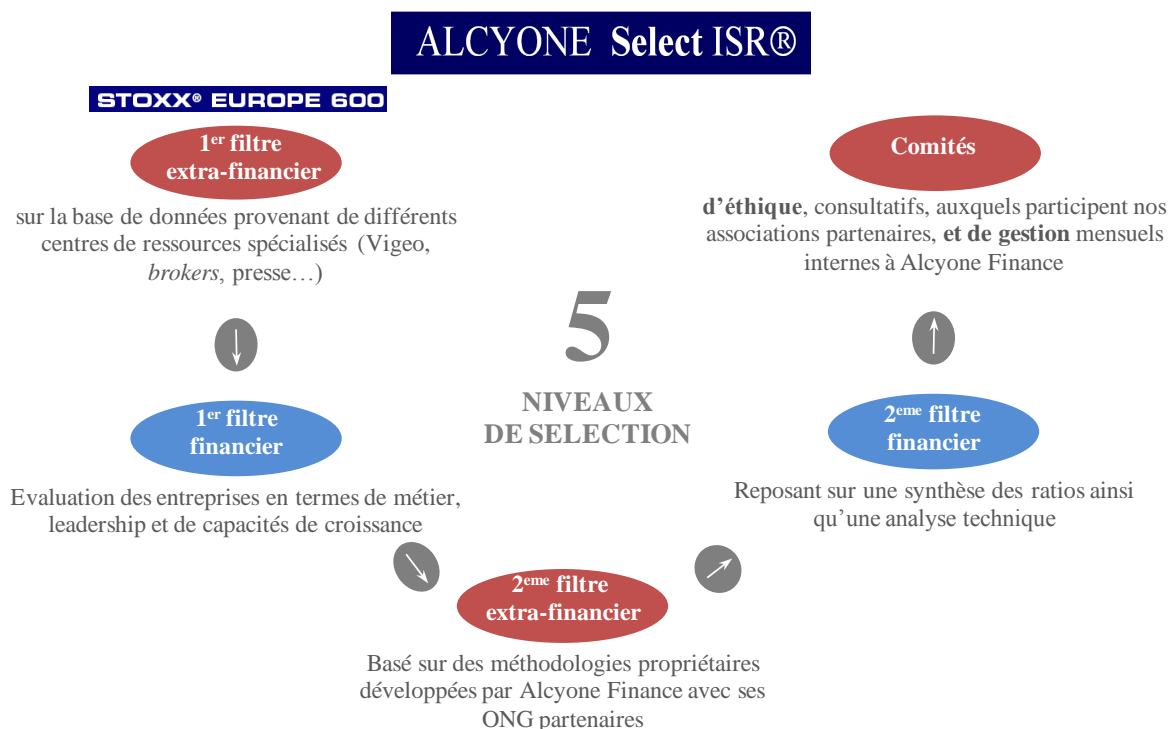 ALCYONE Select ISR®
STOXX® EUROPE 600
1er filtre
extra-financier
sur la base de données provenant de différents
centres de ressources spécialisés (Vigeo,
brokers, presse…)
1er filtre
financier
Evaluation des entreprises en termes de métier,
leadership et de capacités de croissance
2eme filtre
extra-financier
Basé sur des méthodologies propriétaires
développées par Alcyone Finance avec ses
ONG partenaires
2eme filtre
financier
Reposant sur une synthèse des ratios ainsi
qu’une analyse technique
Comités
d’éthique, consultatifs, auxquels participent nos
associations partenaires, et de gestion mensuels
internes à Alcyone Finance
5
NIVEAUX
DE SELECTION